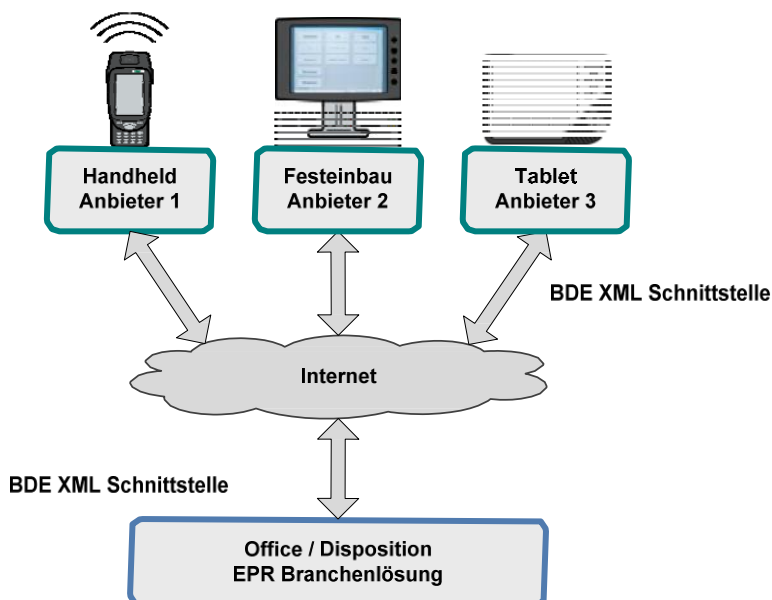 Handheld
Anbieter 1
Festeinbau
Anbieter 2
Tablet
Anbieter 3
BDE XML Schnittstelle
Internet
BDE XML Schnittstelle
Office / Disposition
EPR Branchenlösung